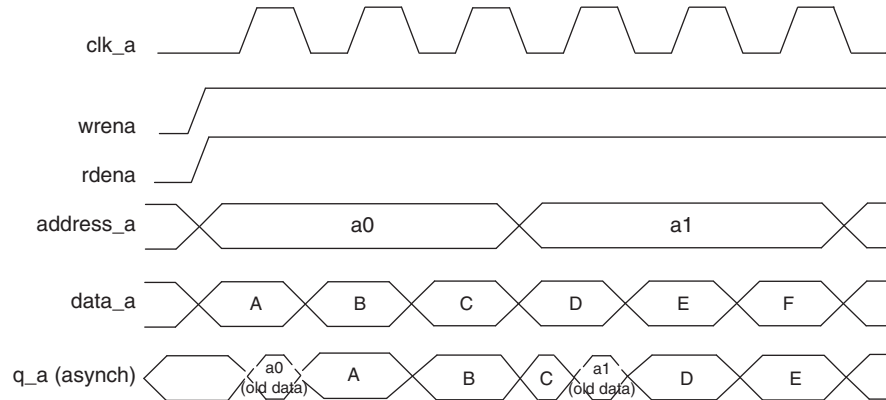 clk_a
wrena
rdena
address_a a0 a1
data_a A B C D E F
q_a (asynch) a0 (old data) A B C a1 (old data) D E